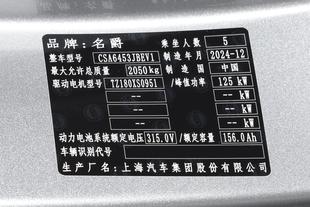 品牌：名爵 乘坐人数 5
整车型号 CSA6453JBEV1 制造年月 2024-12
最大允许总质量 2050kg 制造国 中国
驱动电机型号 TZ180XS0951 /峰值功率 125 kW
/ kW
/ kW
动力电池系统额定电压 315.0V /额定容量 156.0Ah
车辆识别代号
生产厂名：上海汽车集团股份有限公司